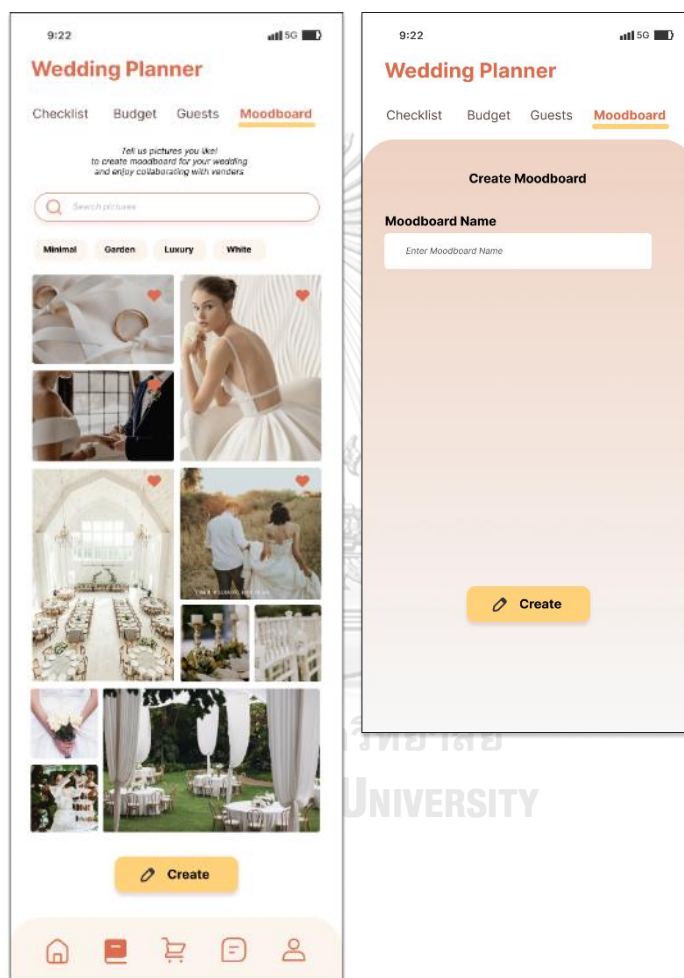 9:22
5G
Wedding Planner
Checklist Budget Guests Moodboard
Tell us pictures you like!
to create moodboard for your wedding
and enjoy collaborating with vendors
Search pictures
Minimal Garden Luxury White
Create
9:22
5G
Wedding Planner
Checklist Budget Guests Moodboard
Create Moodboard
Moodboard Name
Enter Moodboard Name
Create
UNIVERSITY